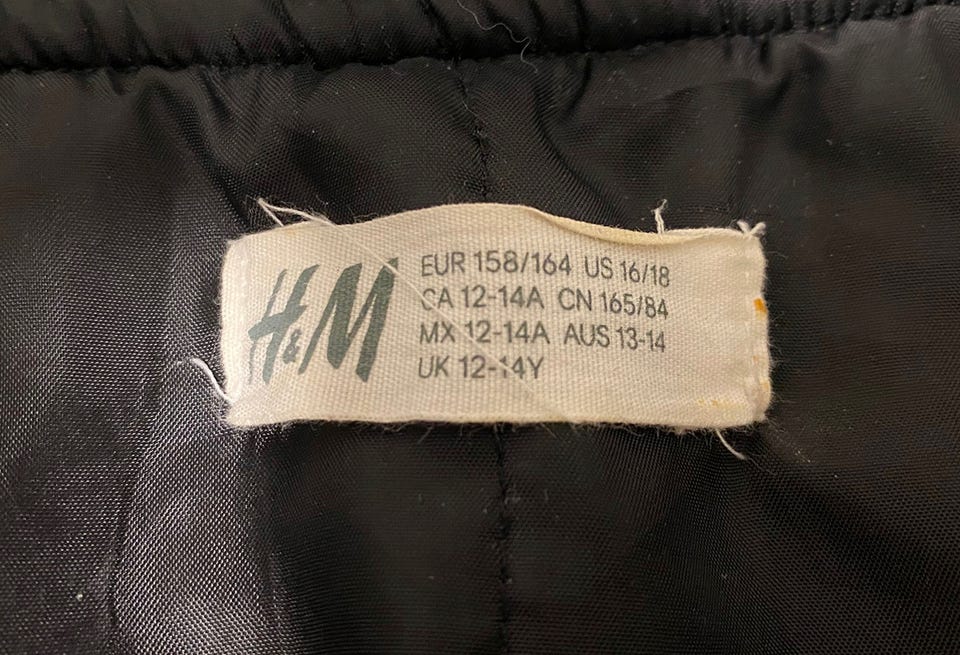 H&M
EUR 158/164 US 16/18
CA 12-14A CN 165/84
MX 12-14A AUS 13-14
UK 12-14Y